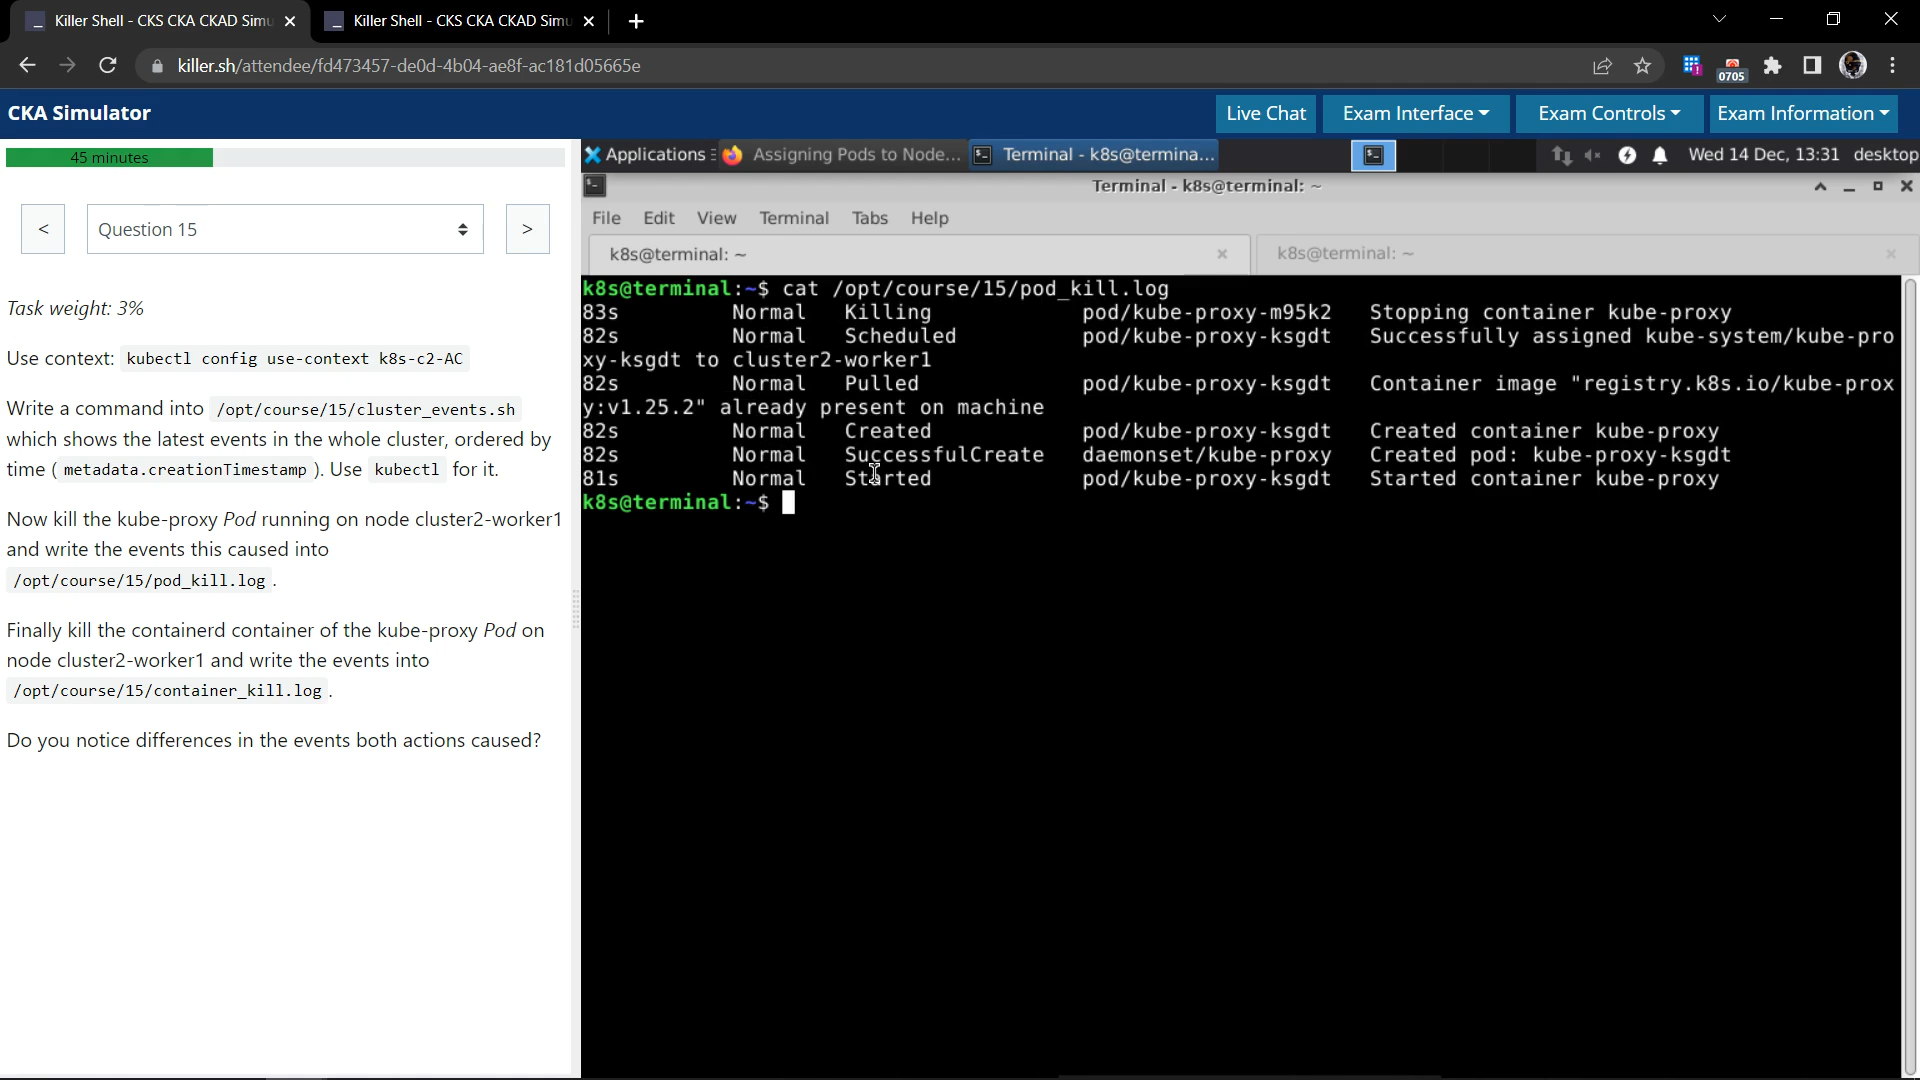 Killer Shell - CKS CKA CKAD Simu
Killer Shell - CKS CKA CKAD Simu
killer.sh/attendee/fd473457-de0d-4b04-ae8f-ac181d05665e
0705
CKA Simulator
Live Chat
Exam Interface
Exam Controls
Exam Information
45 minutes
Applications
Assigning Pods to Node...
Terminal - k8s@termina...
Wed 14 Dec, 13:31
desktop
Terminal - k8s@terminal: ~
< Question 15 >
File Edit View Terminal Tabs Help
k8s@terminal: ~
k8s@terminal: ~
Task weight: 3%
Use context: kubectl config use-context k8s-c2-AC
Write a command into /opt/course/15/cluster_events.sh
which shows the latest events in the whole cluster, ordered by
time ( metadata.creationTimestamp ). Use kubectl for it.
Now kill the kube-proxy Pod running on node cluster2-worker1
and write the events this caused into
/opt/course/15/pod_kill.log .
Finally kill the containerd container of the kube-proxy Pod on
node cluster2-worker1 and write the events into
/opt/course/15/container_kill.log .
Do you notice differences in the events both actions caused?
k8s@terminal:~$ cat /opt/course/15/pod_kill.log
83s Normal Killing pod/kube-proxy-m95k2 Stopping container kube-proxy
82s Normal Scheduled pod/kube-proxy-ksgdt Successfully assigned kube-system/kube-pro
xy-ksgdt to cluster2-worker1
82s Normal Pulled pod/kube-proxy-ksgdt Container image "registry.k8s.io/kube-prox
y:v1.25.2" already present on machine
82s Normal Created pod/kube-proxy-ksgdt Created container kube-proxy
82s Normal SuccessfulCreate daemonset/kube-proxy Created pod: kube-proxy-ksgdt
81s Normal Started pod/kube-proxy-ksgdt Started container kube-proxy
k8s@terminal:~$